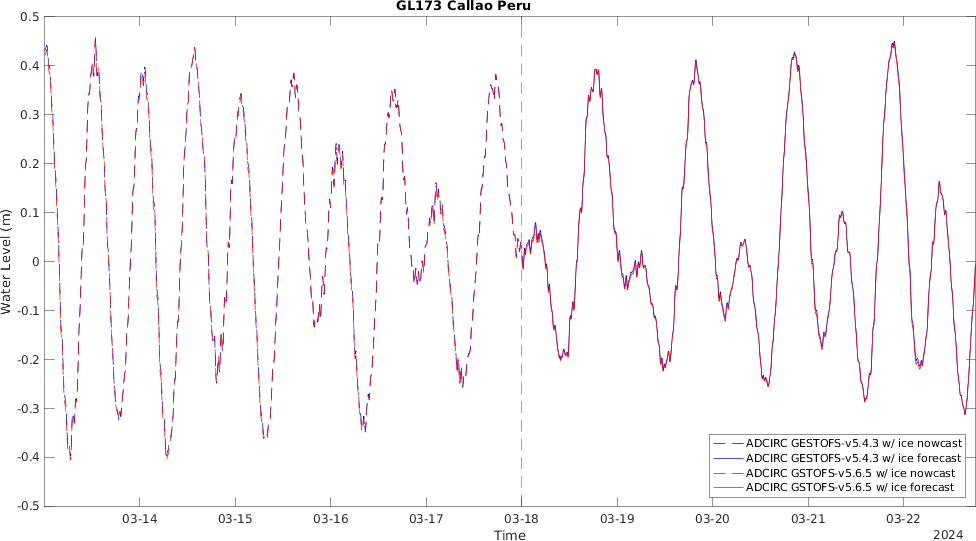 GL173 Callao Peru
Water Level (m)
0.5
0.4
0.3
0.2
0.1
0
-0.1
-0.2
-0.3
-0.4
-0.5
03-14 03-15 03-16 03-17 03-18 03-19 03-20 03-21 03-22
Time
2024
ADCIRC GESTOFS-v5.4.3 w/ ice nowcast
ADCIRC GESTOFS-v5.4.3 w/ ice forecast
ADCIRC GSTOFS-v5.6.5 w/ ice nowcast
ADCIRC GSTOFS-v5.6.5 w/ ice forecast